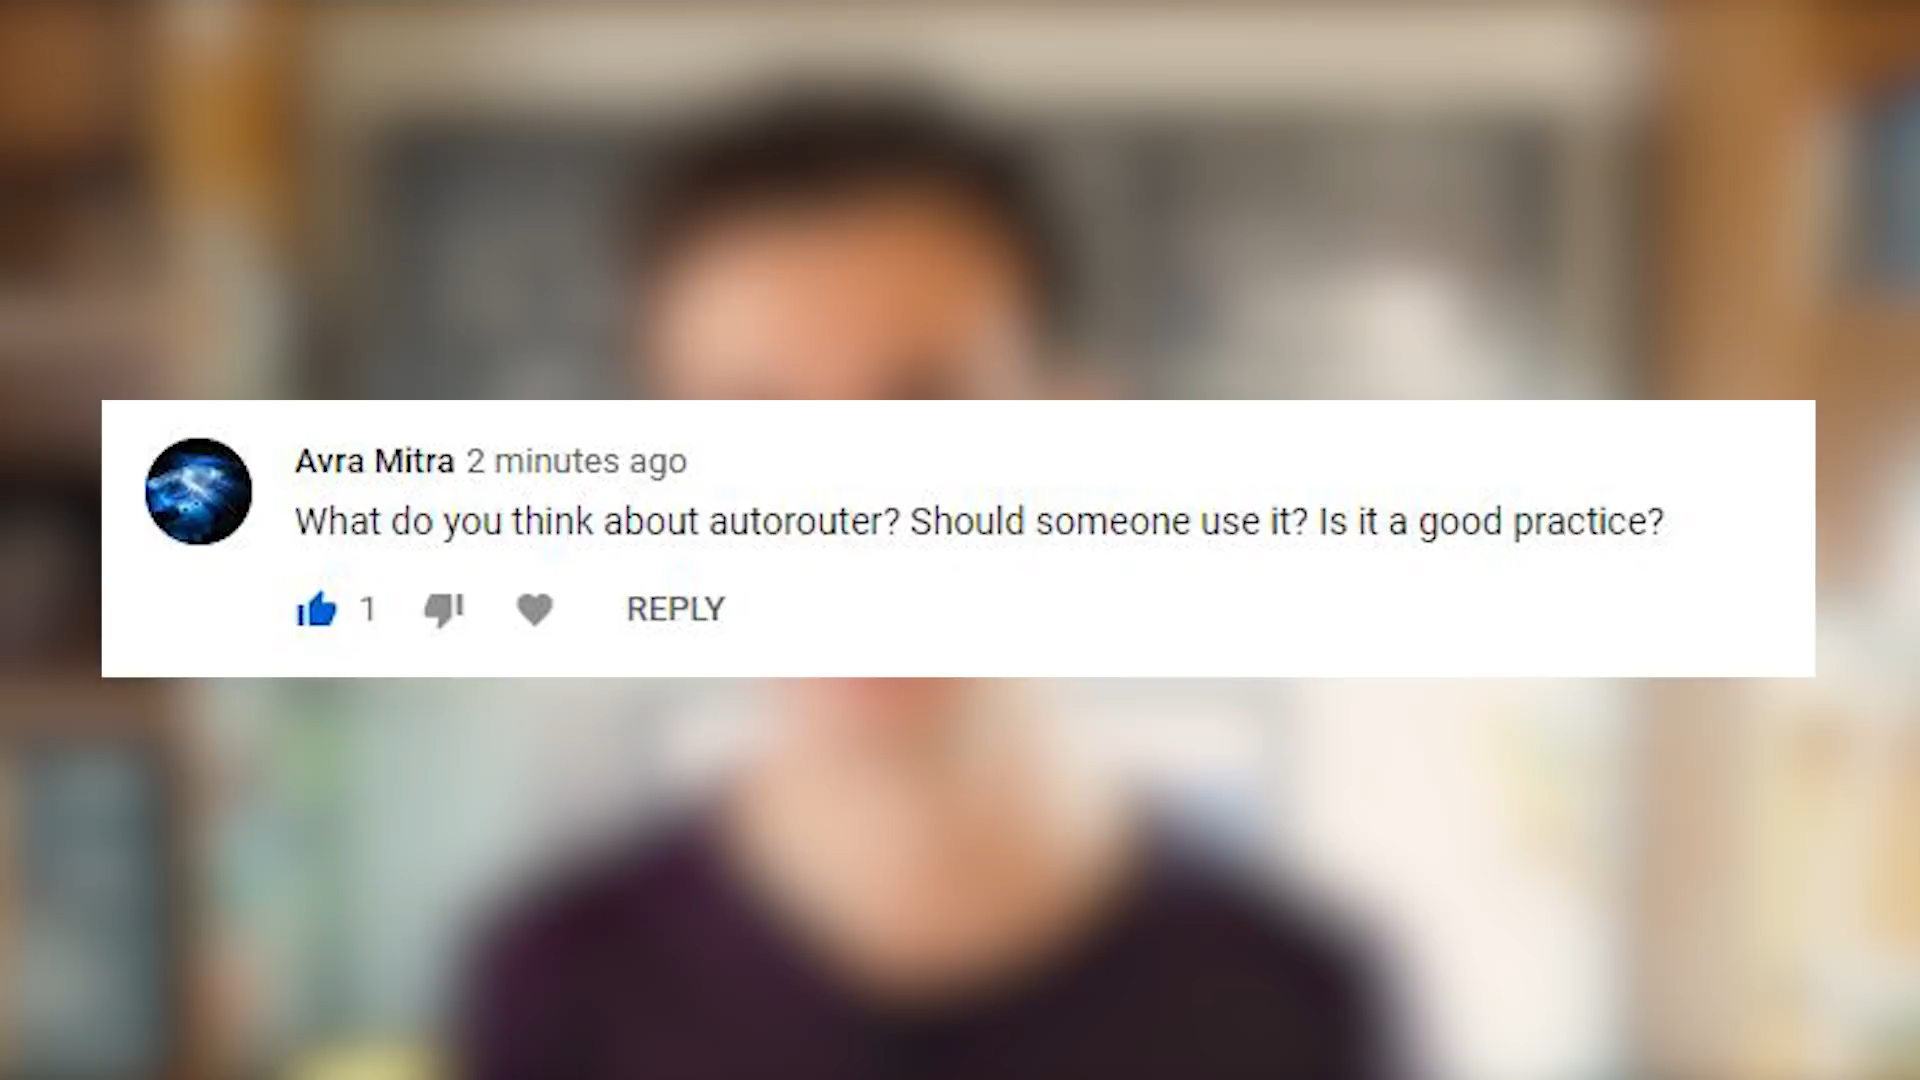 Avra Mitra 2 minutes ago
What do you think about autorouter? Should someone use it? Is it a good practice?
1 REPLY